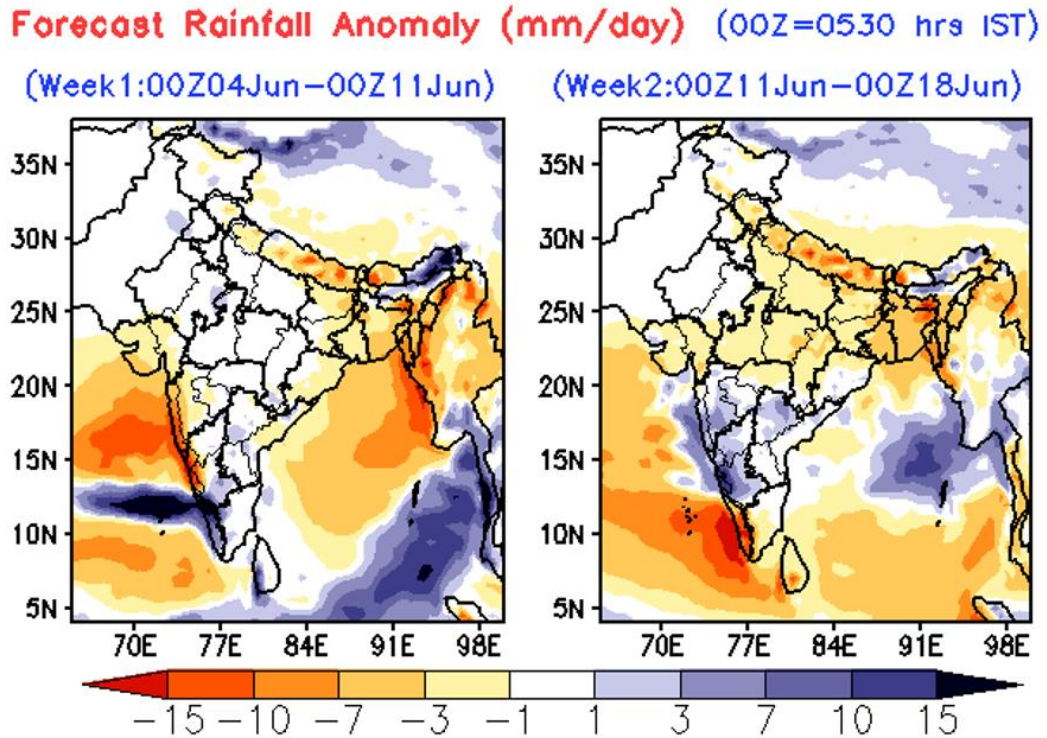 Forecast Rainfall Anomaly (mm/day) (00Z=0530 hrs IST)
(Week1:00Z04Jun−00Z11Jun) (Week2:00Z11Jun−00Z18Jun)
35N 35N
30N 30N
25N 25N
20N 20N
15N 15N
10N 10N
5N 5N
70E 77E 84E 91E 98E 70E 77E 84E 91E 98E
−15 −10 −7 −3 −1 1 3 7 10 15